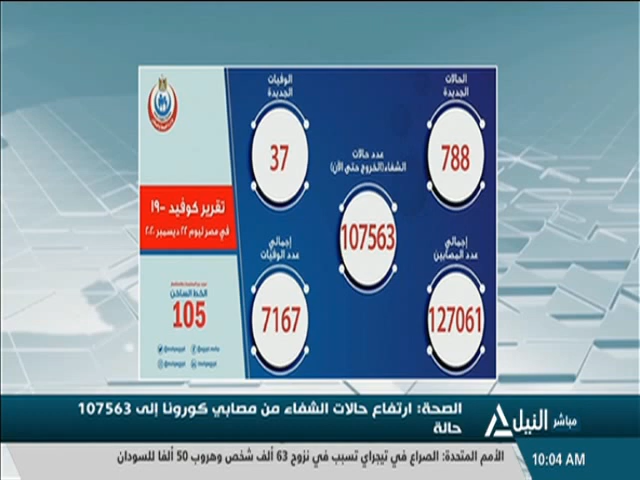 الحالات
الجديدة
788
الوفيات
الجديدة
37
عدد حالات
الشفاء (الخروج حتى الآن)
107563
إجمالي
عدد المصابين
127061
إجمالي
عدد الوفيات
7167
تقرير كوفيد -١٩
في مصر ليوم ٢٢ ديسمبر ٢٠٢٠
الخط الساخن
105
الصحة: ارتفاع حالات الشفاء من مصابي كورونا إلى 107563
حالة
النيل مباشر
الأمم المتحدة: الصراع في تيجراي تسبب في نزوح 63 ألف شخص وهروب 50 ألفا للسودان
10:04 AM